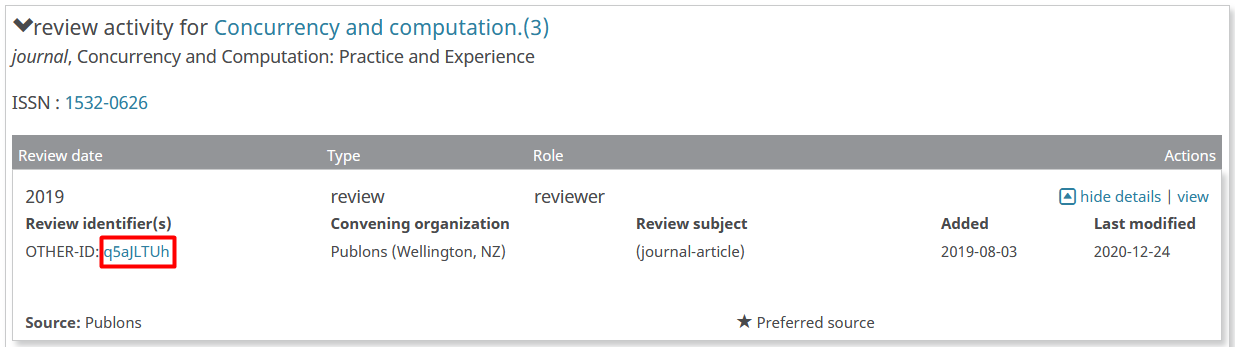 review activity for Concurrency and computation.(3)
journal, Concurrency and Computation: Practice and Experience
ISSN : 1532-0626
Review date Type Role Actions
2019 review reviewer hide details | view
Review identifier(s) Convening organization Review subject Added Last modified
OTHER-ID: q5aJLTUh Publons (Wellington, NZ) (journal-article) 2019-08-03 2020-12-24
Source: Publons ★ Preferred source